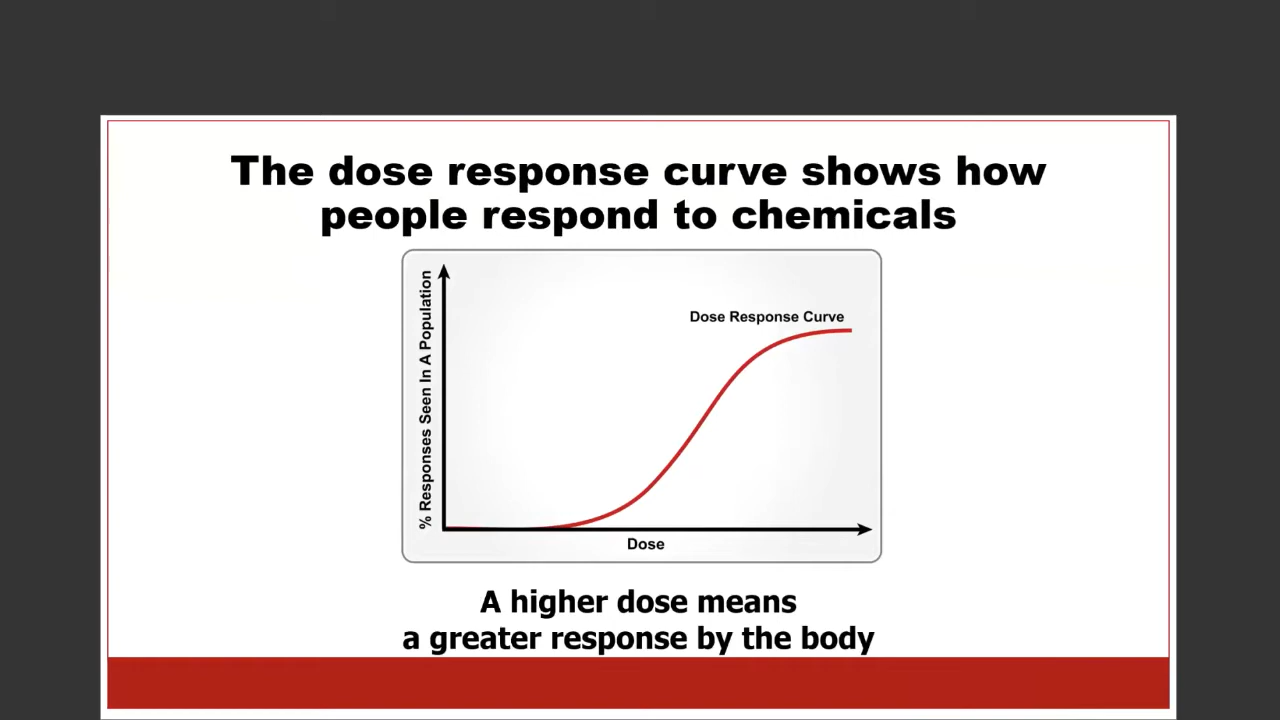 The dose response curve shows how
people respond to chemicals
% Responses Seen In A Population
Dose Response Curve
Dose
A higher dose means
a greater response by the body